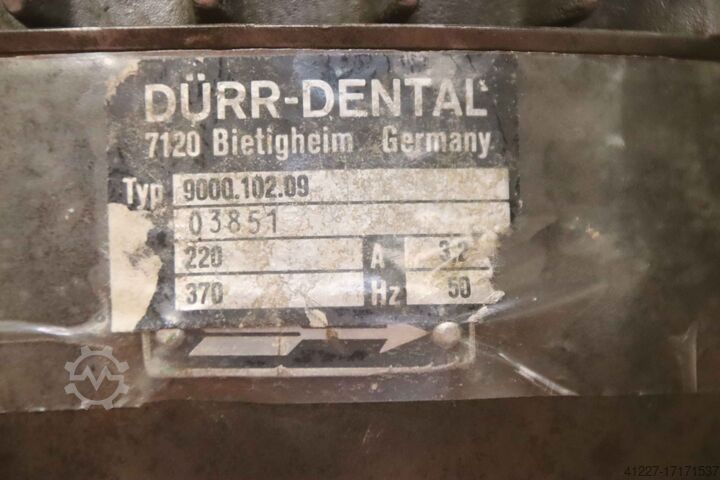 DÜRR-DENTAL
7120 Bietigheim Germany
Typ 9000.102.09
03851
220 A 3,2
370 Hz 50
41227-17171537